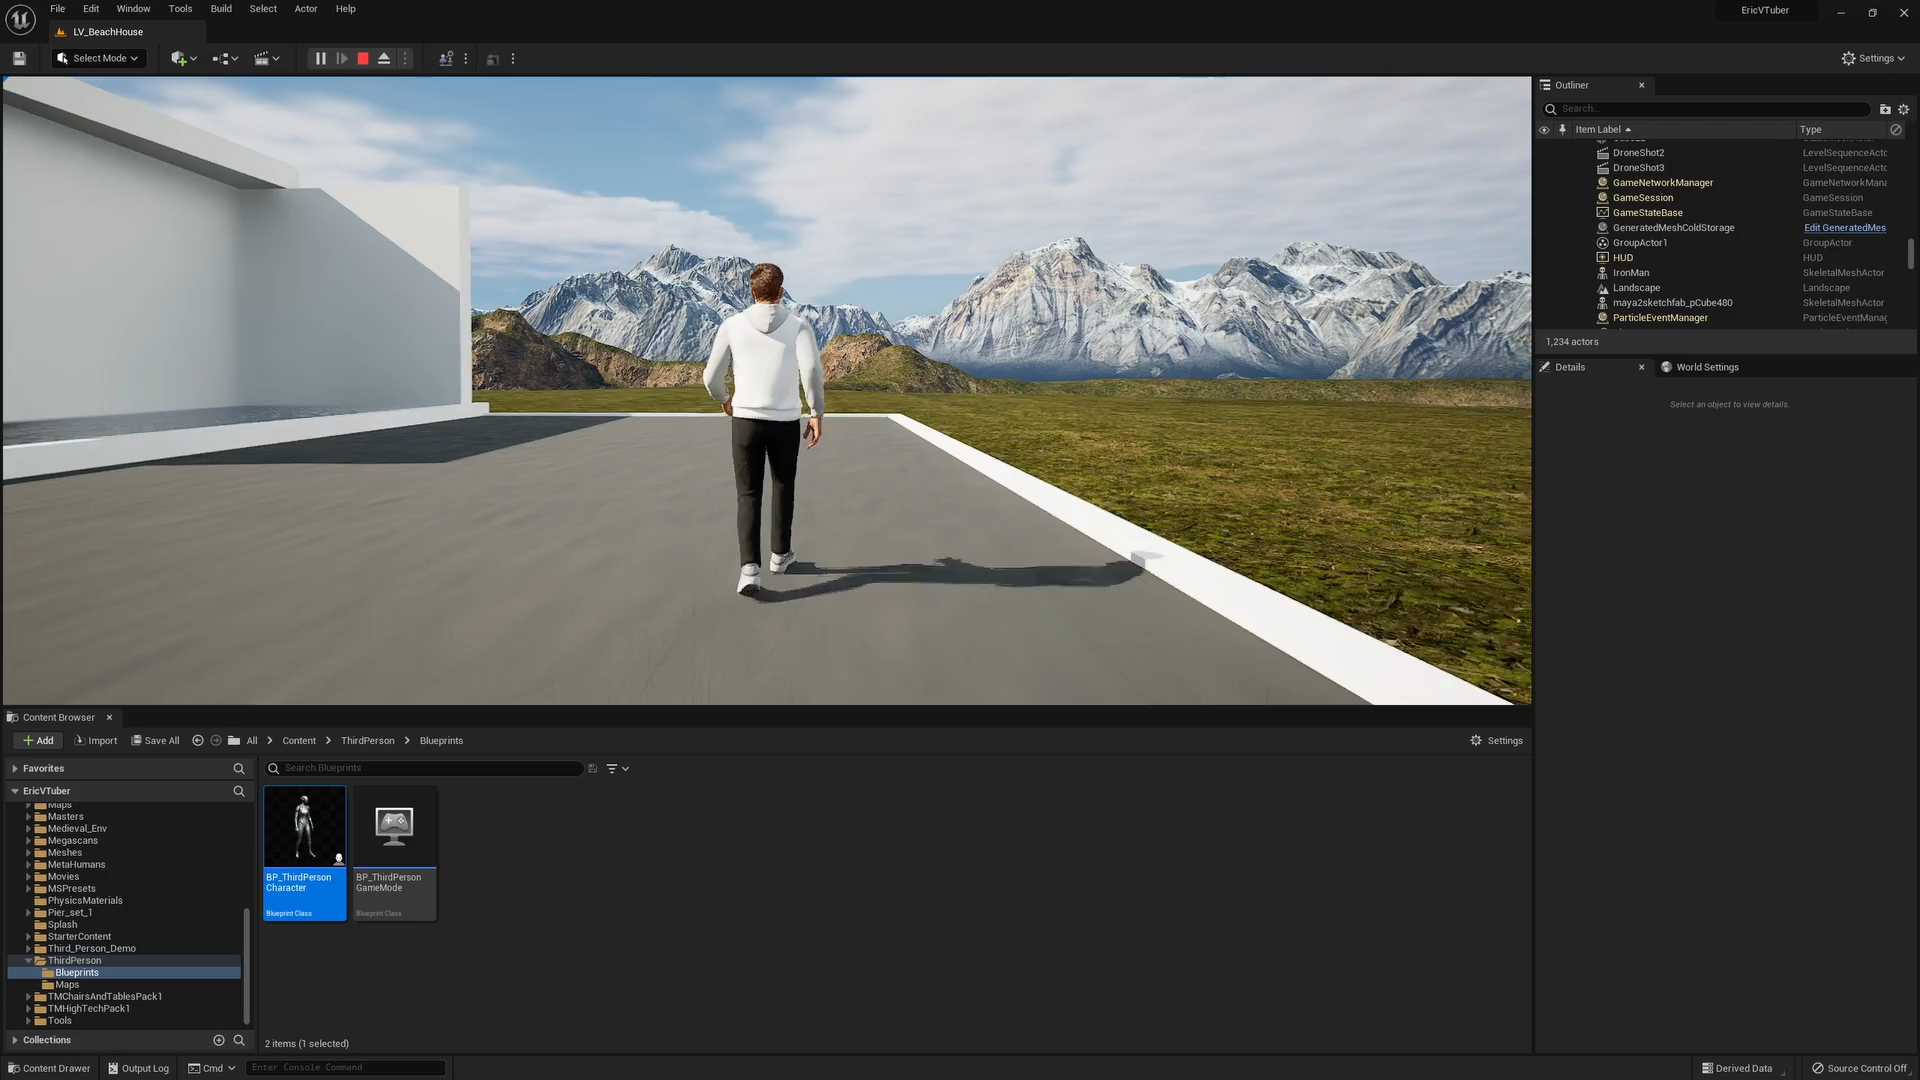 File Edit Window Tools Build Select Actor Help
EricVTuber
LV_BeachHouse
Select Mode
Settings
Outliner
Search...
Item Label Type
DroneShot2 LevelSequenceActo
DroneShot3 LevelSequenceActo
GameNetworkManager GameNetworkMana
GameSession GameSession
GameStateBase GameStateBase
GeneratedMeshColdStorage Edit GeneratedMes
GroupActor1 GroupActor
HUD HUD
IronMan SkeletalMeshActor
Landscape Landscape
maya2sketchfab_pCube480 SkeletalMeshActor
ParticleEventManager ParticleEventManag
1,234 actors
Details World Settings
Select an object to view details.
Content Browser
Add Import Save All All Content ThirdPerson Blueprints Settings
Favorites
Search Blueprints
EricVTuber
Maps
Masters
Medieval_Env
Megascans
Meshes
MetaHumans
Movies
MSPresets
PhysicsMaterials
Pier_set_1
Splash
StarterContent
Third_Person_Demo
ThirdPerson
Blueprints
Maps
TMChairsAndTablesPack1
TMHighTechPack1
Tools
Collections
BP_ThirdPerson
Character
Blueprint Class
BP_ThirdPerson
GameMode
Blueprint Class
2 items (1 selected)
Content Drawer Output Log Cmd Enter Console Command Derived Data Source Control Off